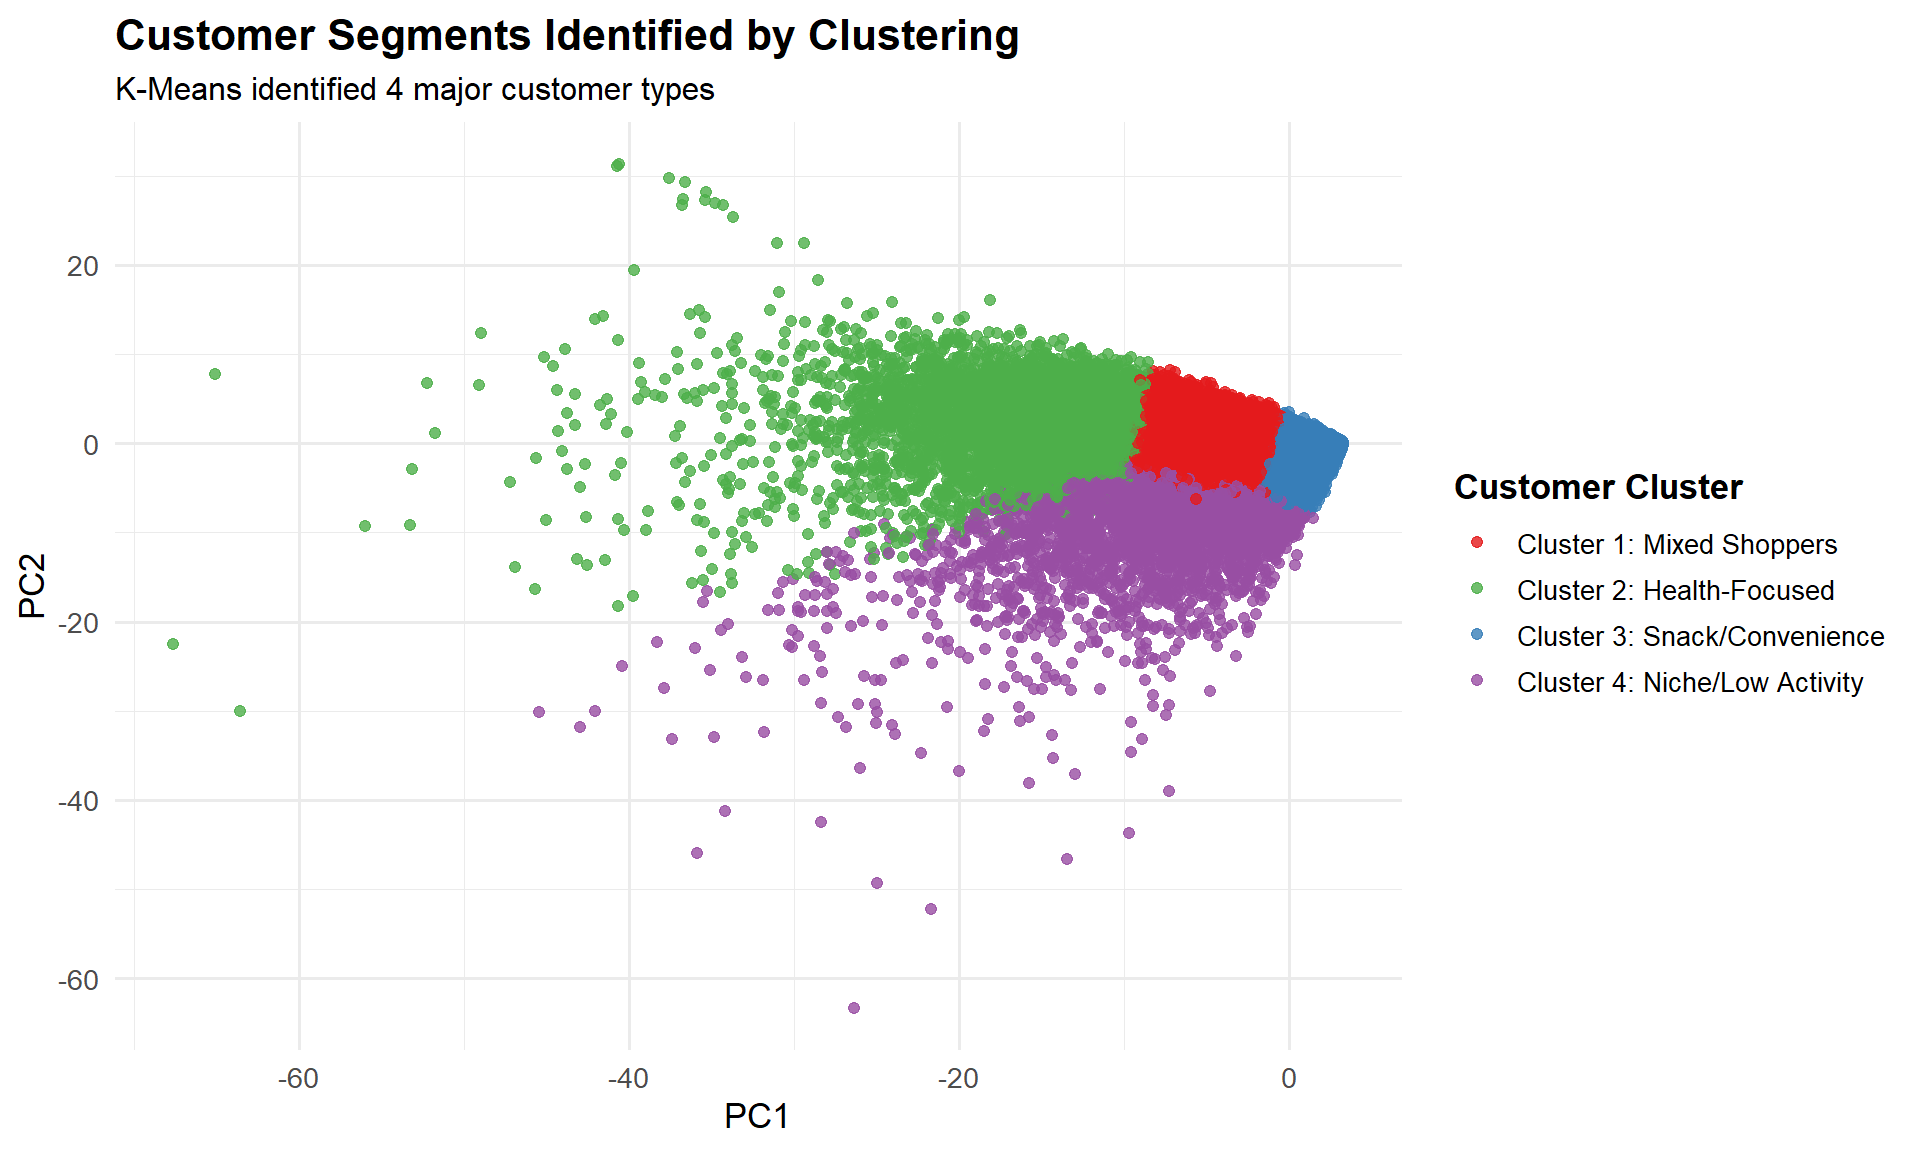 Customer Segments Identified by Clustering
K-Means identified 4 major customer types
20
0
-20
-40
-60
PC2
-60
-40
-20
0
PC1
Customer Cluster
Cluster 1: Mixed Shoppers
Cluster 2: Health-Focused
Cluster 3: Snack/Convenience
Cluster 4: Niche/Low Activity